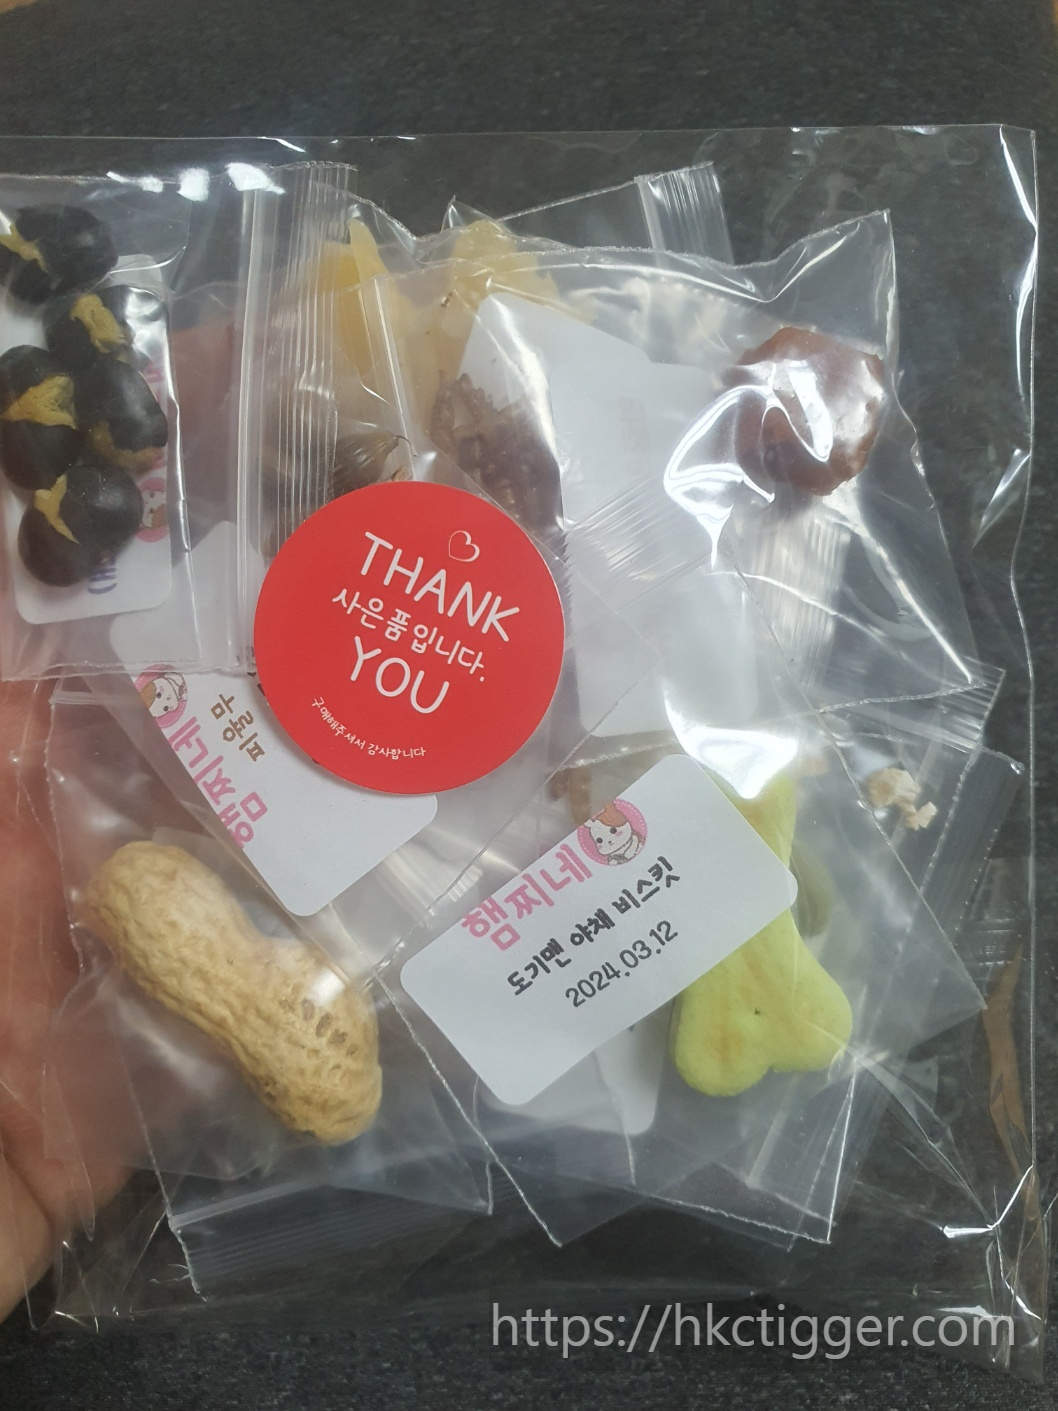 THANK
사은품입니다.
YOU
구매해주셔서 감사합니다
햄찌네
도기맨 야채 비스킷
2024.03.12
https://hkctigger.com